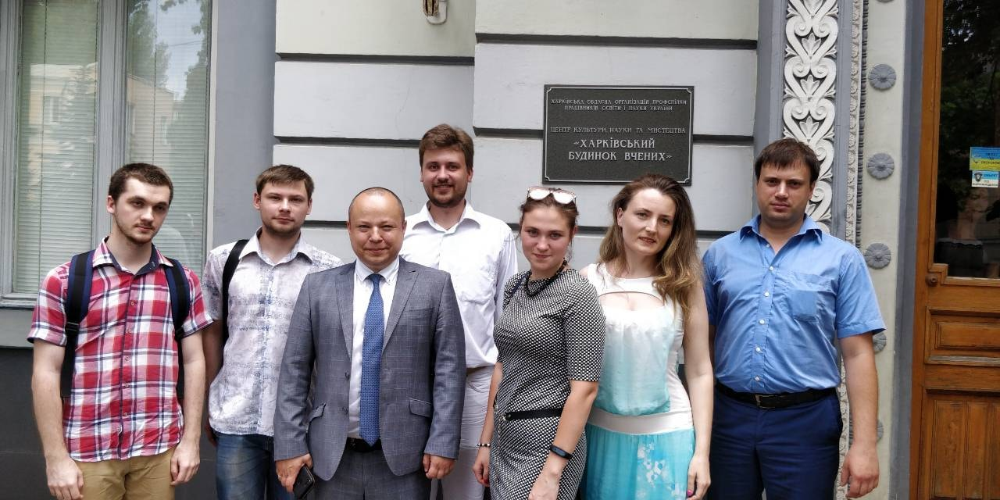 ХАРКІВСЬКА ОБЛАСНА ОРГАНІЗАЦІЯ ПРОФСПІЛКИ
ПРАЦІВНИКІВ ОСВІТИ І НАУКИ УКРАЇНИ
ЦЕНТР КУЛЬТУРИ, НАУКИ ТА МИСТЕЦТВА
«ХАРКІВСЬКИЙ
БУДИНОК ВЧЕНИХ»